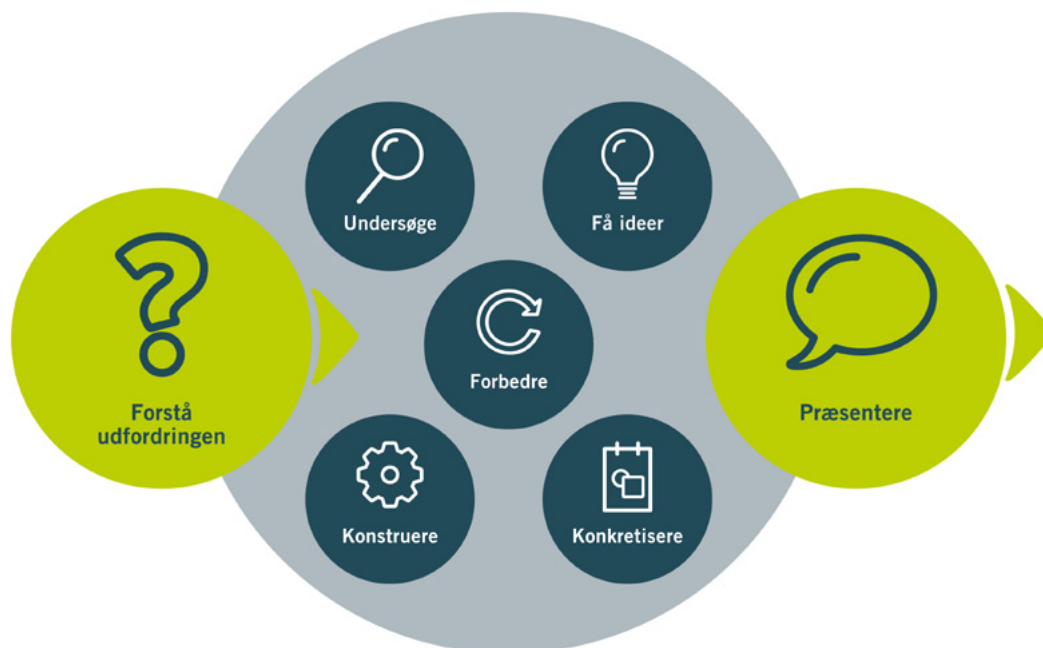 Undersøge
Få ideer
Forstå
udfordringen
Forbedre
Præsentere
Konstruere
Konkretisere